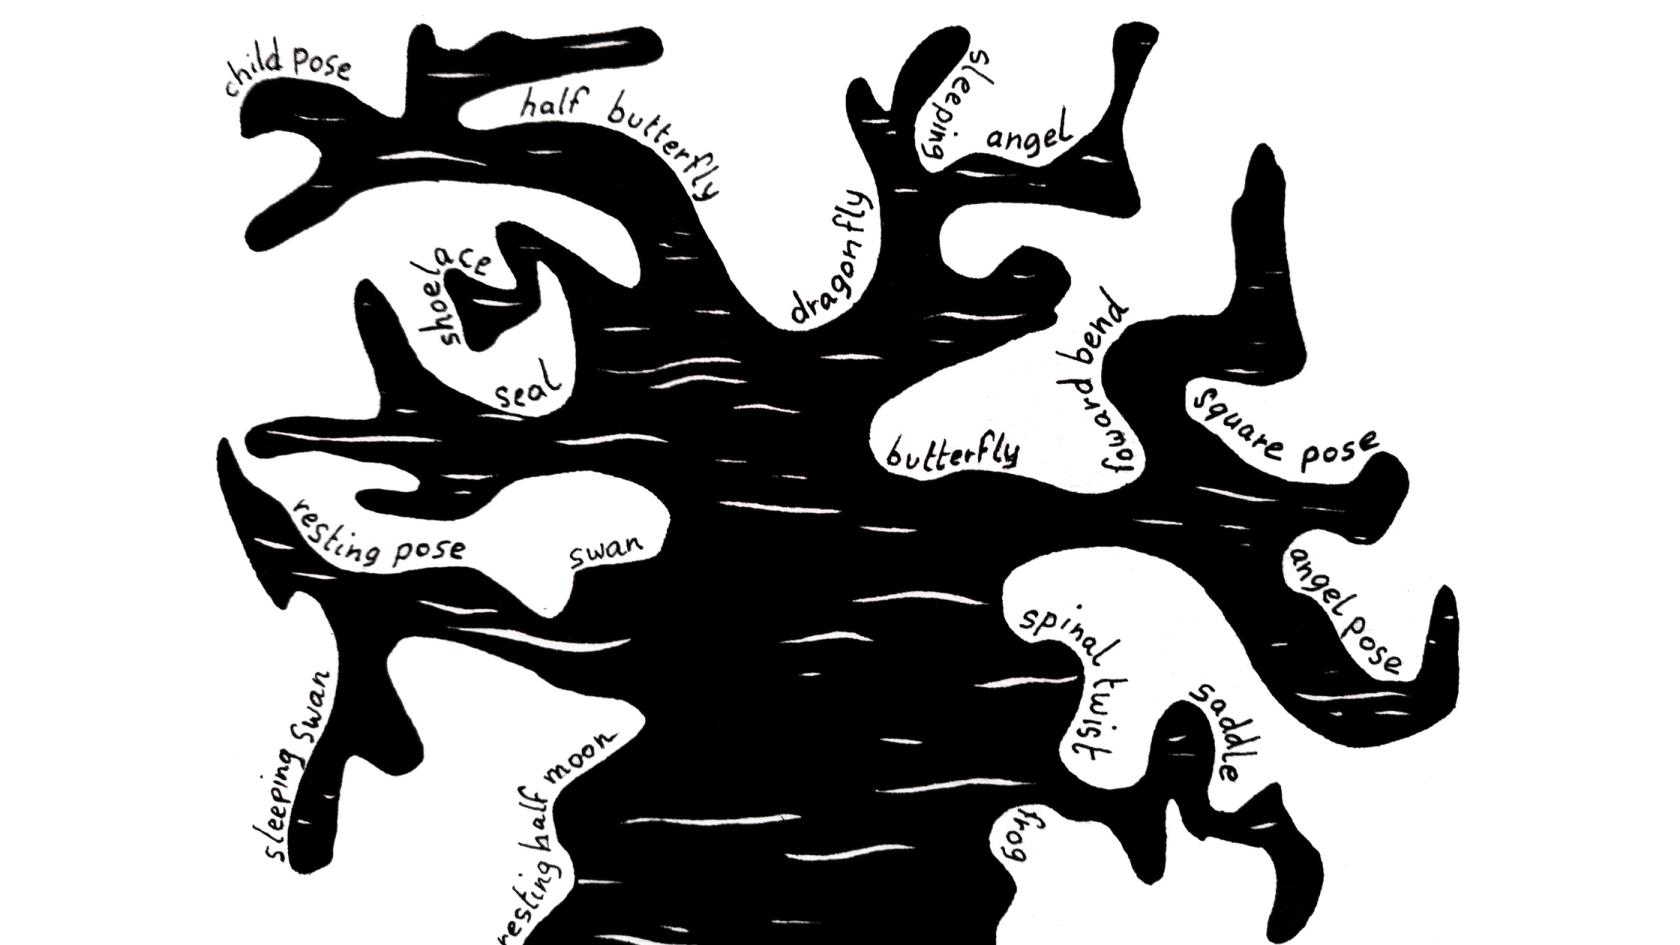 child pose
half butterfly
sleeping
angel
dragonfly
shoelace
seal
forward bend
butterfly
square pose
resting pose
swan
angel pose
spinal twist
saddle
sleeping swan
resting half moon
frog